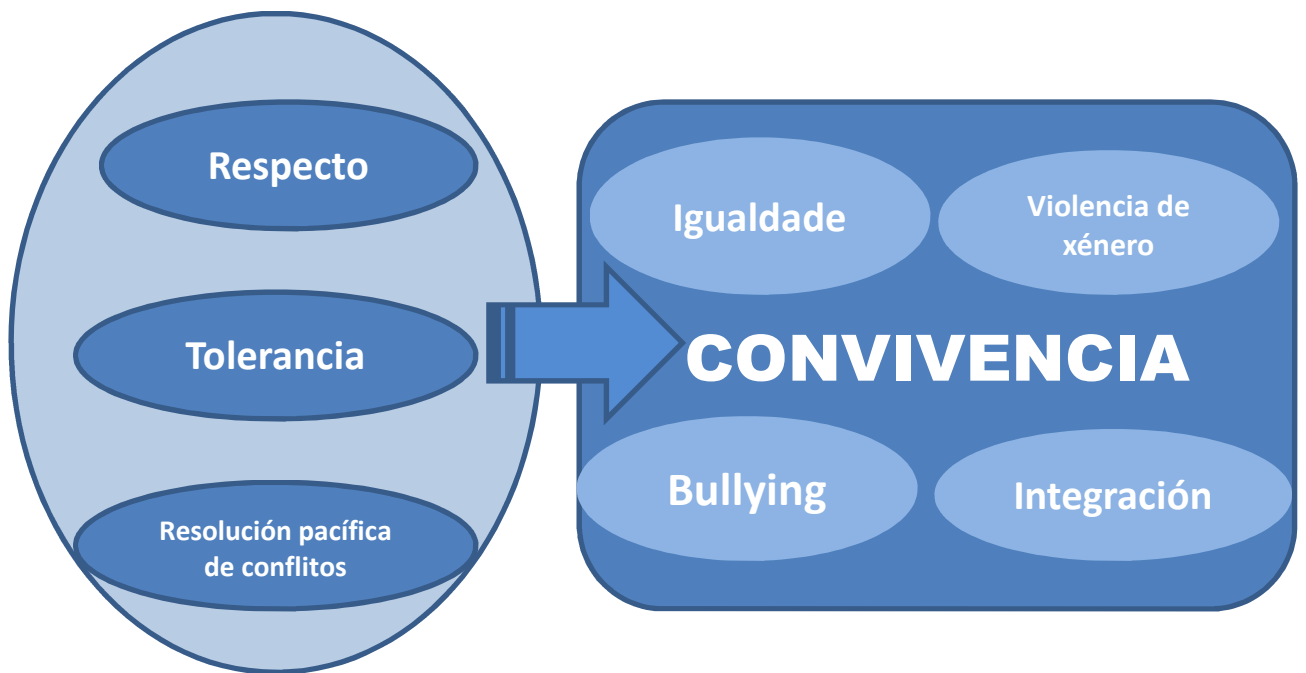 Respecto
Tolerancia
Resolución pacífica
de conflitos
Igualdade
Violencia de
xénero
CONVIVENCIA
Bullying
Integración